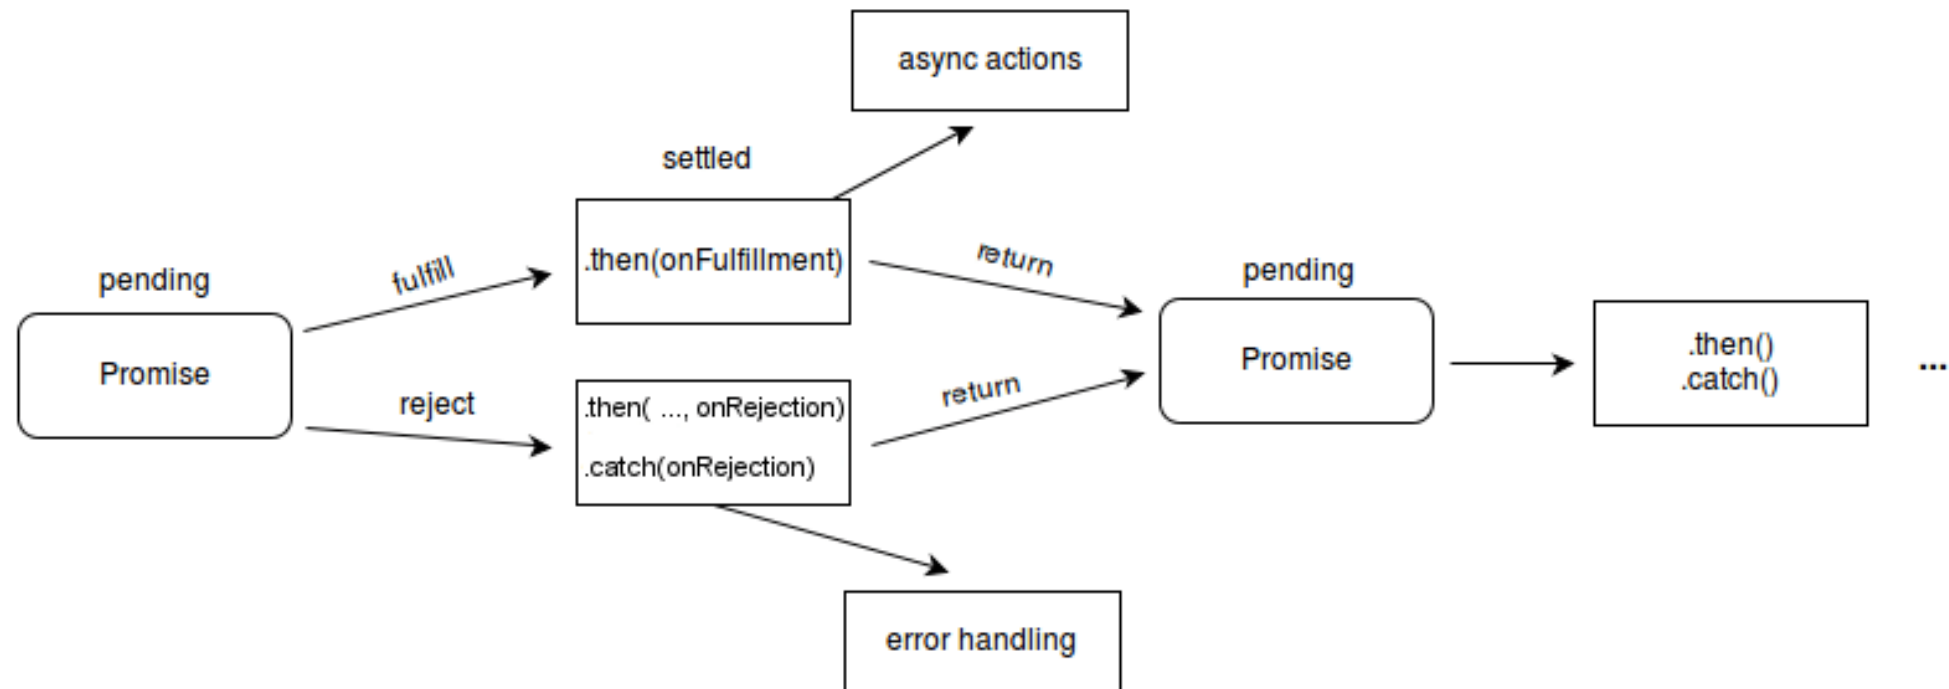 async actions
settled
.then(onFulfillment)
return
pending
fulfill
pending
Promise
Promise
.then()
.catch()
...
reject
.then( ..., onRejection)
.catch(onRejection)
return
error handling